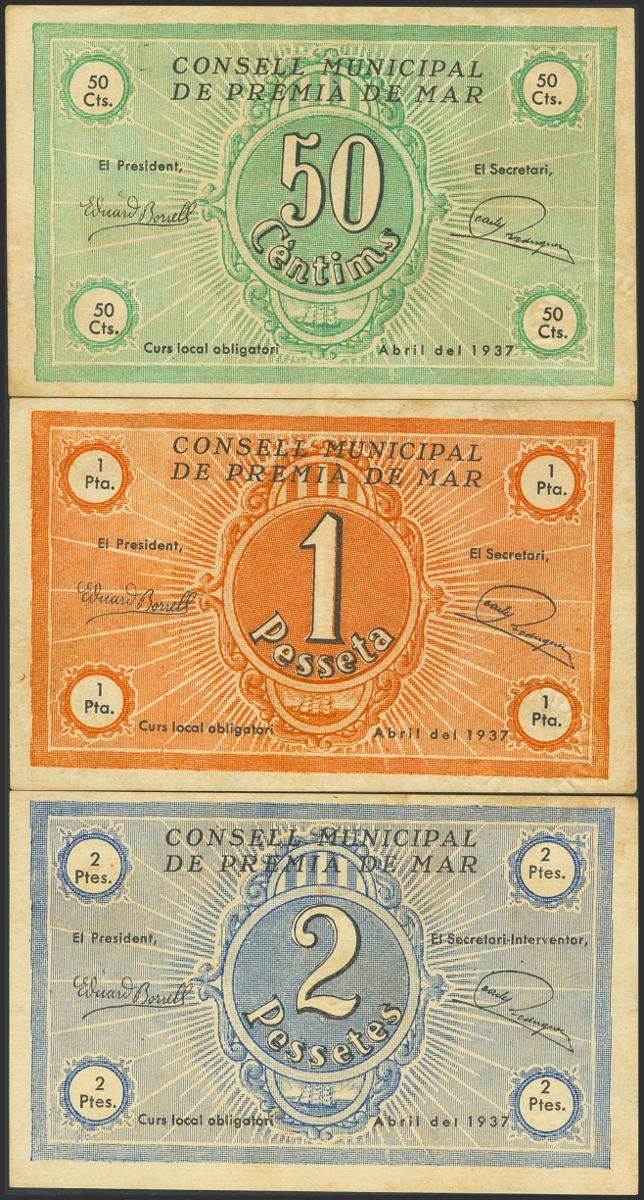 CONSELL MUNICIPAL
DE PREMIÀ DE MAR
50 Cts.
50 Cts.
50
Cèntims
El President,
El Secretari,
Eduard Borrell
50 Cts.
50 Cts.
Curs local obligatori
Abril del 1937
CONSELL MUNICIPAL
DE PREMIÀ DE MAR
1 Pta.
1 Pta.
1
Pesseta
El President,
El Secretari,
Eduard Borrell
1 Pta.
1 Pta.
Curs local obligatori
Abril del 1937
CONSELL MUNICIPAL
DE PREMIÀ DE MAR
2 Ptes.
2 Ptes.
2
Pessetes
El President,
El Secretari-Interventor,
Eduard Borrell
2 Ptes.
2 Ptes.
Curs local obligatori
Abril del 1937